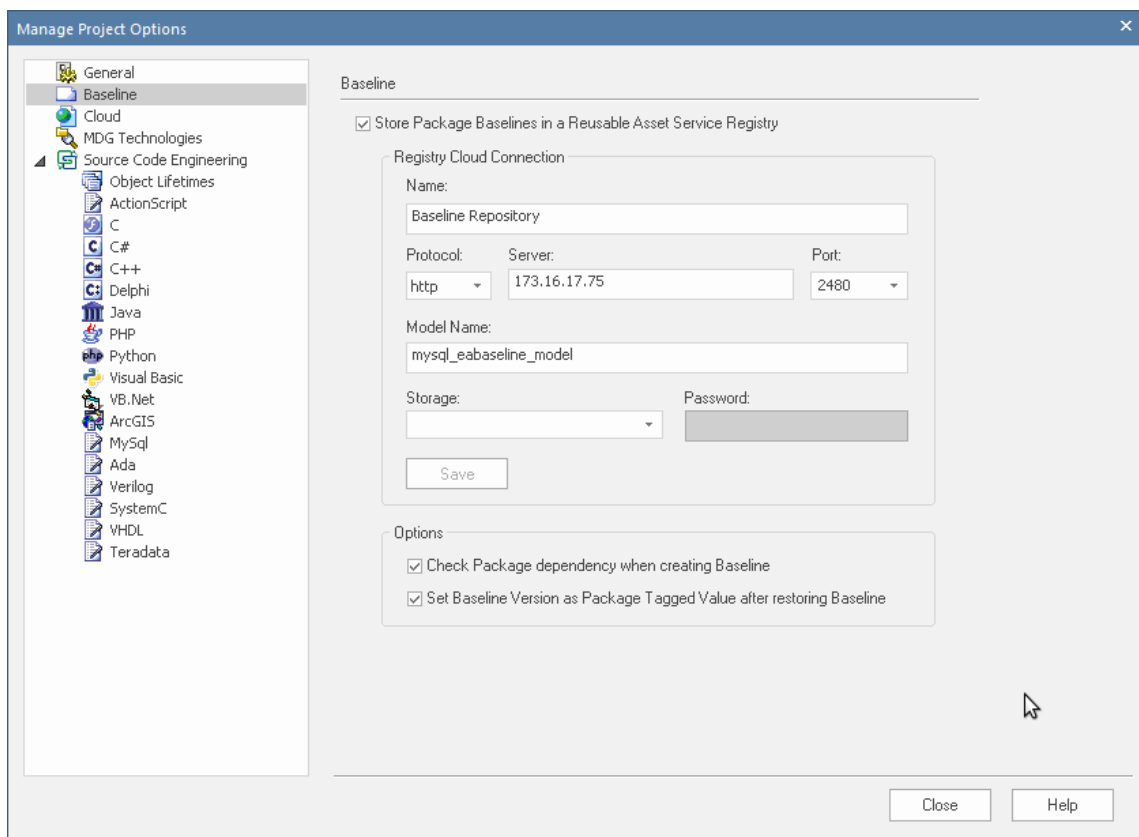 Manage Project Options
General
Baseline
Cloud
MDG Technologies
Source Code Engineering
Object Lifetimes
ActionScript
C
C#
C++
Delphi
Java
PHP
php Python
Visual Basic
VB.Net
ArcGIS
MySql
Ada
Verilog
SystemC
VHDL
Teradata
Baseline
Store Package Baselines in a Reusable Asset Service Registry
Registry Cloud Connection
Name:
Baseline Repository
Protocol: Server: Port:
http 173.16.17.75 2480
Model Name:
mysql_eabaseline_model
Storage: Password:
Save
Options
Check Package dependency when creating Baseline
Set Baseline Version as Package Tagged Value after restoring Baseline
Close Help